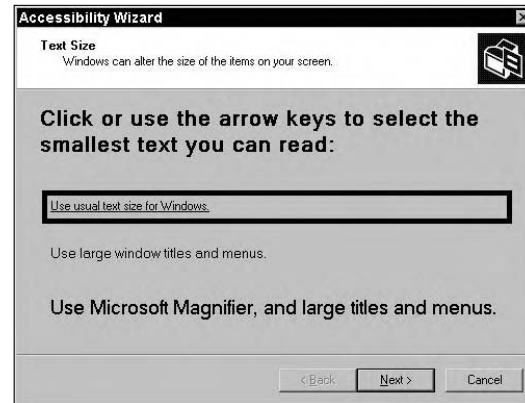 Accessibility Wizard
Text Size
Windows can alter the size of the items on your screen.
Click or use the arrow keys to select the
smallest text you can read:
Use usual text size for Windows.
Use large window titles and menus.
Use Microsoft Magnifier, and large titles and menus.
< Back Next > Cancel